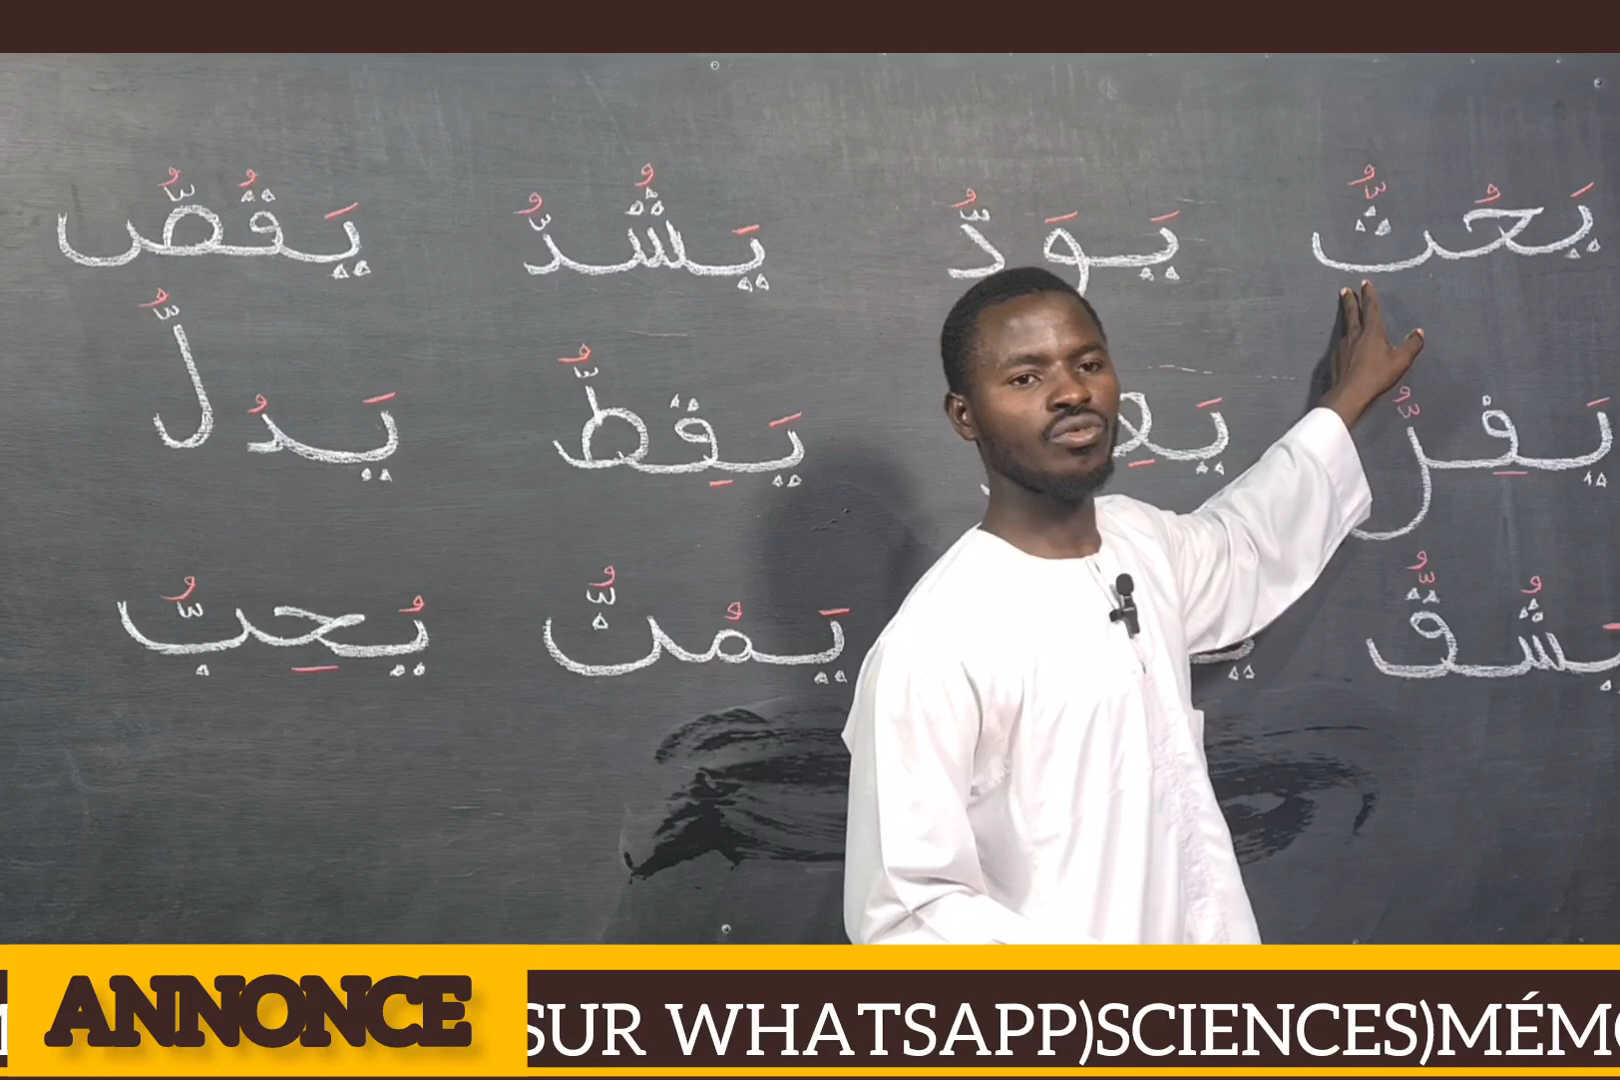 يَحُثُّ يَوَدُّ يَشُدُّ يَقُصُّ
يَفِرُّ يَقِطُّ يَدُلُّ
يَشُقُّ يَمُنُّ يُحِبُّ
ANNONCE SUR WHATSAPP)SCIENCES)